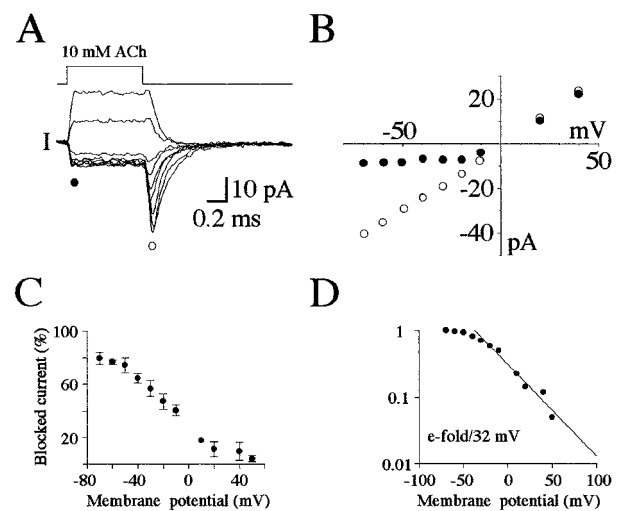 A
B
10 mM ACh
I
10 pA
0.2 ms
20
-50
mV
50
-20
-40
pA
C
D
Blocked current (%)
100
60
20
-80
-40
0
20
40
Membrane potential (mV)
1
0.1
0.01
e-fold/32 mV
-100
-50
0
50
100
Membrane potential (mV)